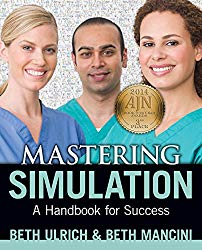 2014
AJN
MASTERING
SIMULATION
A Handbook for Success
BETH ULRICH & BETH MANCINI